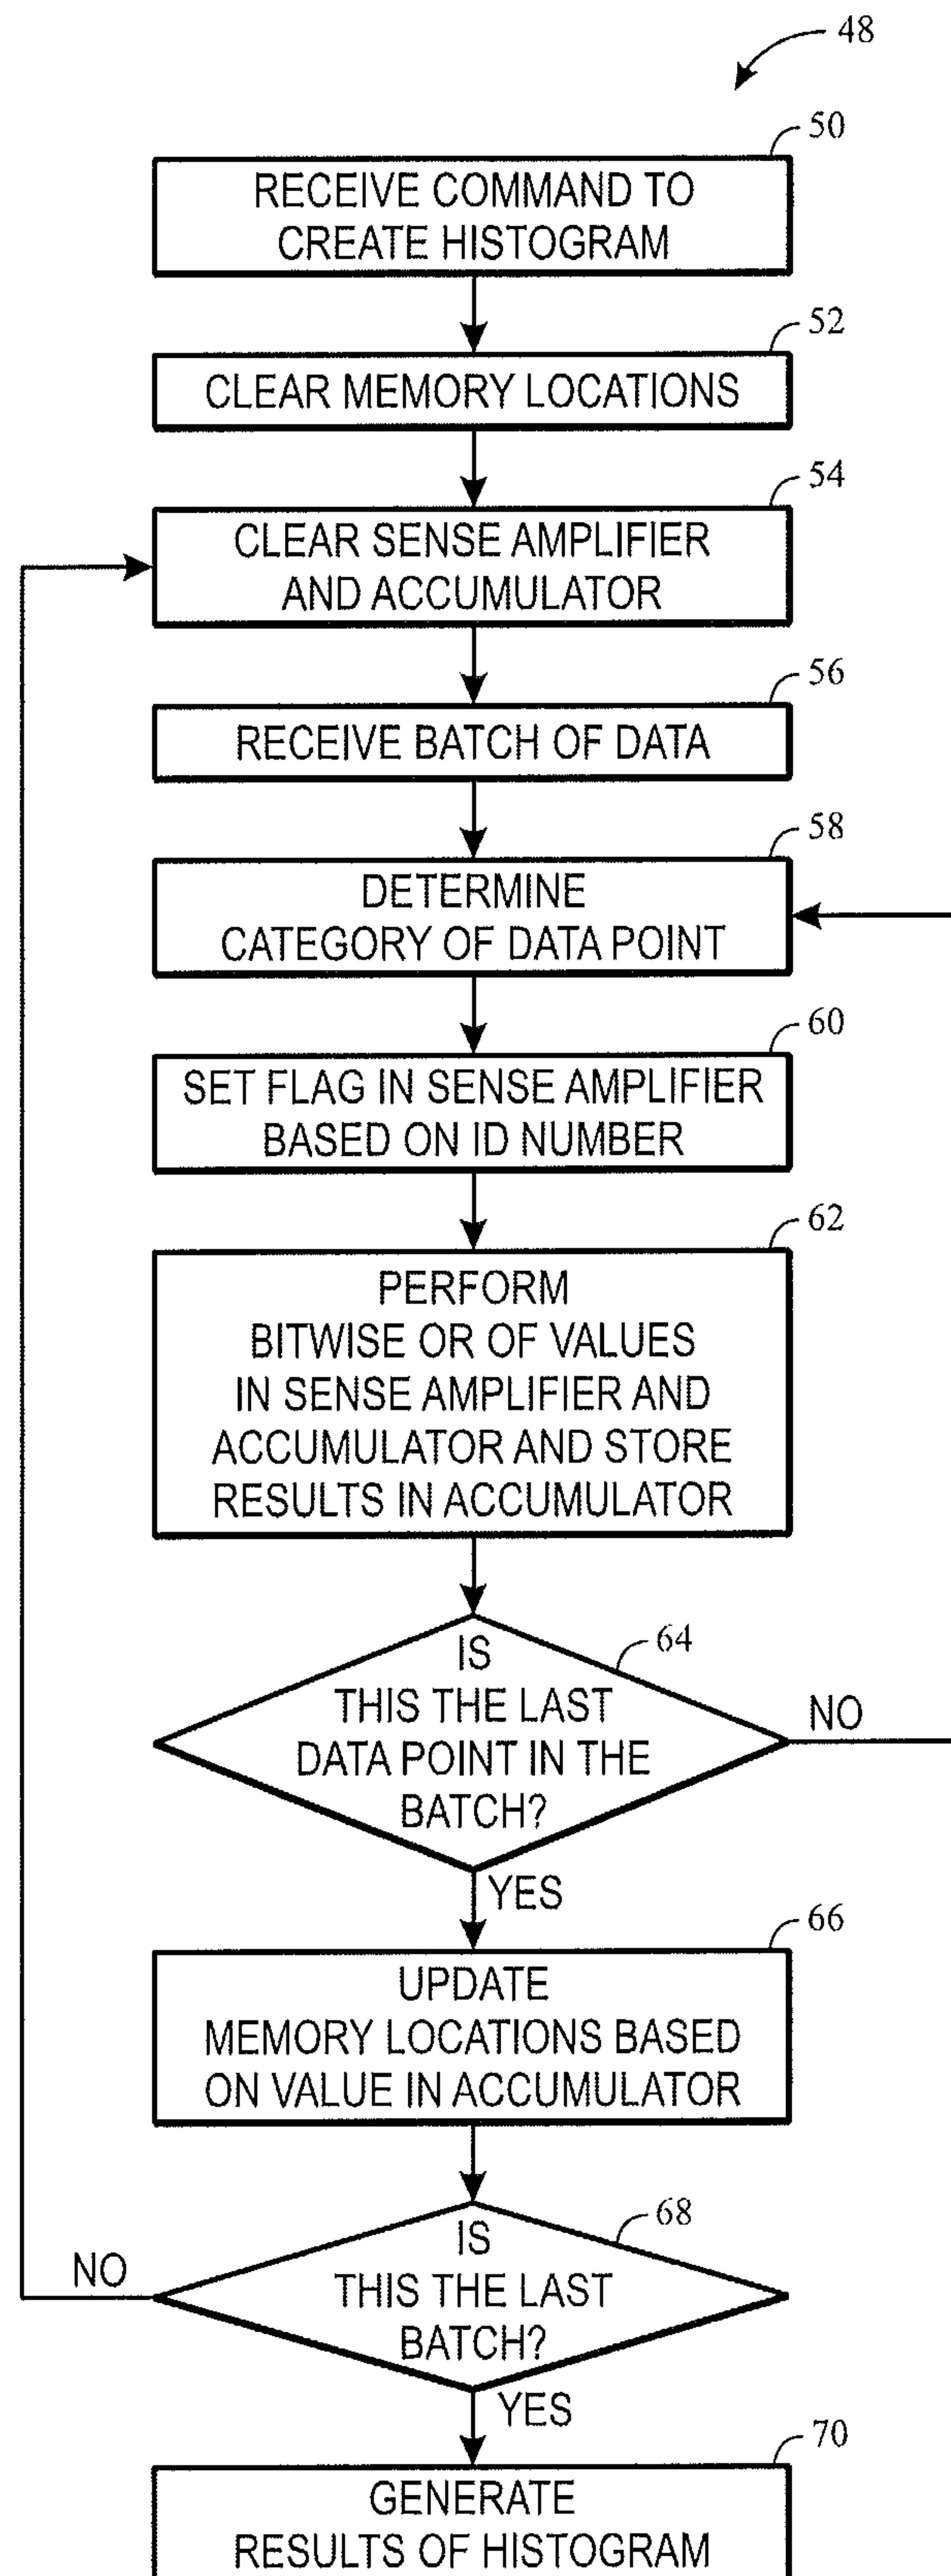 48
50
RECEIVE COMMAND TO
CREATE HISTOGRAM
52
CLEAR MEMORY LOCATIONS
54
CLEAR SENSE AMPLIFIER
AND ACCUMULATOR
56
RECEIVE BATCH OF DATA
58
DETERMINE
CATEGORY OF DATA POINT
60
SET FLAG IN SENSE AMPLIFIER
BASED ON ID NUMBER
62
PERFORM
BITWISE OR OF VALUES
IN SENSE AMPLIFIER AND
ACCUMULATOR AND STORE
RESULTS IN ACCUMULATOR
64
IS
THIS THE LAST
DATA POINT IN THE
BATCH?
NO
YES
66
UPDATE
MEMORY LOCATIONS BASED
ON VALUE IN ACCUMULATOR
68
IS
THIS THE LAST
BATCH?
NO
YES
70
GENERATE
RESULTS OF HISTOGRAM